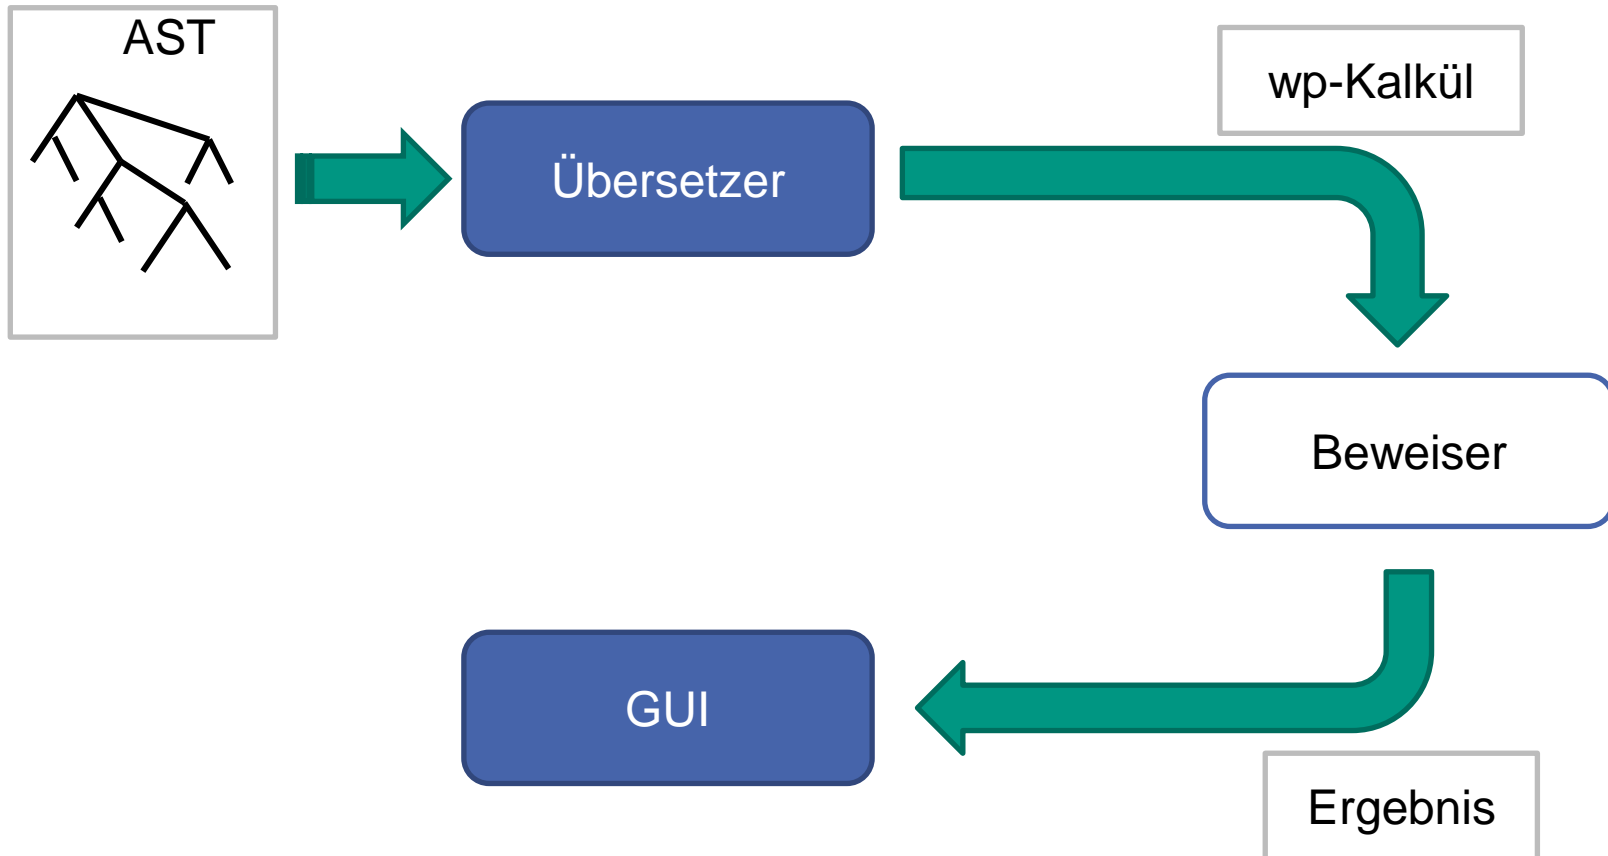 AST
wp-Kalkül
Übersetzer
Beweiser
GUI
Ergebnis